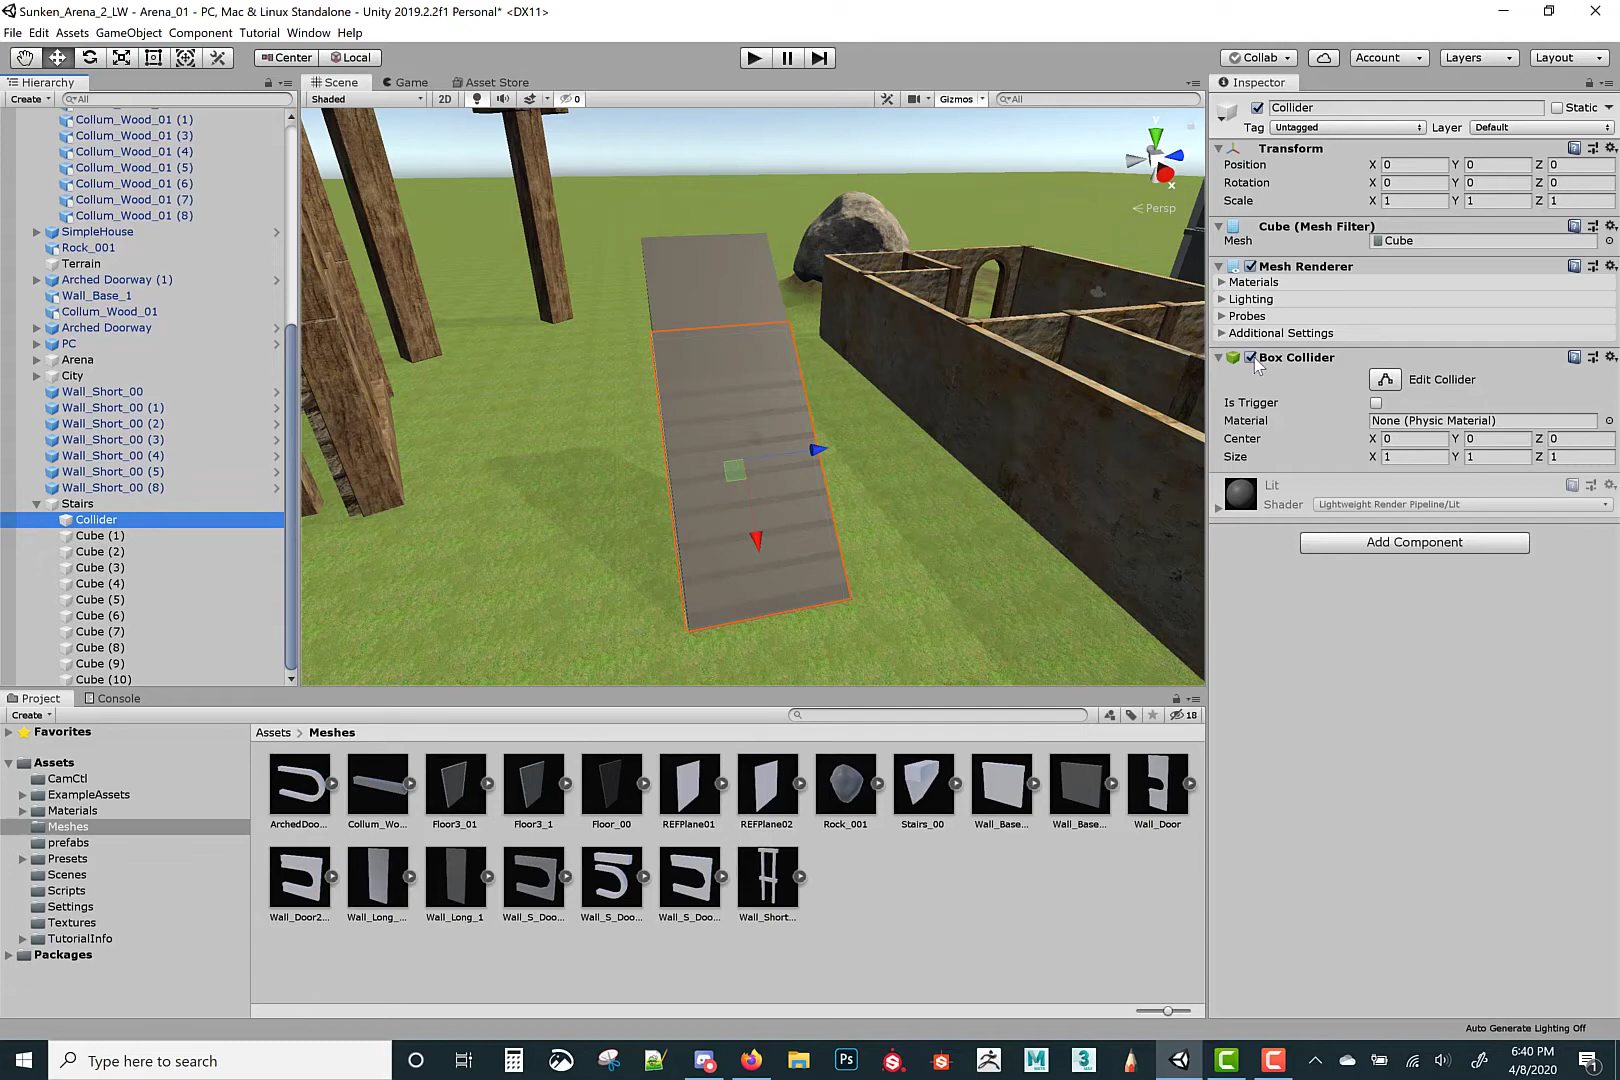 Sunken_Arena_2_LW - Arena_01 - PC, Mac & Linux Standalone - Unity 2019.2.2f1 Personal* <DX11>
File Edit Assets GameObject Component Tutorial Window Help
Center Local Collab Account Layers Layout
Hierarchy Scene Game Asset Store Inspector
Create All Shaded 2D 0 Gizmos All
Collum_Wood_01 (1)
Collum_Wood_01 (3)
Collum_Wood_01 (4)
Collum_Wood_01 (5)
Collum_Wood_01 (6)
Collum_Wood_01 (7)
Collum_Wood_01 (8)
SimpleHouse
Rock_001
Terrain
Arched Doorway (1)
Wall_Base_1
Collum_Wood_01
Arched Doorway
PC
Arena
City
Wall_Short_00
Wall_Short_00 (1)
Wall_Short_00 (2)
Wall_Short_00 (3)
Wall_Short_00 (4)
Wall_Short_00 (5)
Wall_Short_00 (8)
Stairs
Collider
Cube (1)
Cube (2)
Cube (3)
Cube (4)
Cube (5)
Cube (6)
Cube (7)
Cube (8)
Cube (9)
Cube (10)
y
x
Persp
Collider Static
Tag Untagged Layer Default
Transform
Position X 0 Y 0 Z 0
Rotation X 0 Y 0 Z 0
Scale X 1 Y 1 Z 1
Cube (Mesh Filter)
Mesh Cube
Mesh Renderer
Materials
Lighting
Probes
Additional Settings
Box Collider
Edit Collider
Is Trigger
Material None (Physic Material)
Center X 0 Y 0 Z 0
Size X 1 Y 1 Z 1
Lit
Shader Lightweight Render Pipeline/Lit
Add Component
Project Console
Create 18
Favorites
Assets
CamCtl
ExampleAssets
Materials
Meshes
prefabs
Presets
Scenes
Scripts
Settings
Textures
TutorialInfo
Packages
Assets > Meshes
ArchedDoo... Collum_Wo... Floor3_01 Floor3_1 Floor_00 REFPlane01 REFPlane02 Rock_001 Stairs_00 Wall_Base... Wall_Base... Wall_Door
Wall_Door2... Wall_Long_... Wall_Long_1 Wall_S_Doo... Wall_S_Doo... Wall_S_Doo... Wall_Short...
Auto Generate Lighting Off
Type here to search
Ps
M
3
6:40 PM
4/8/2020
1